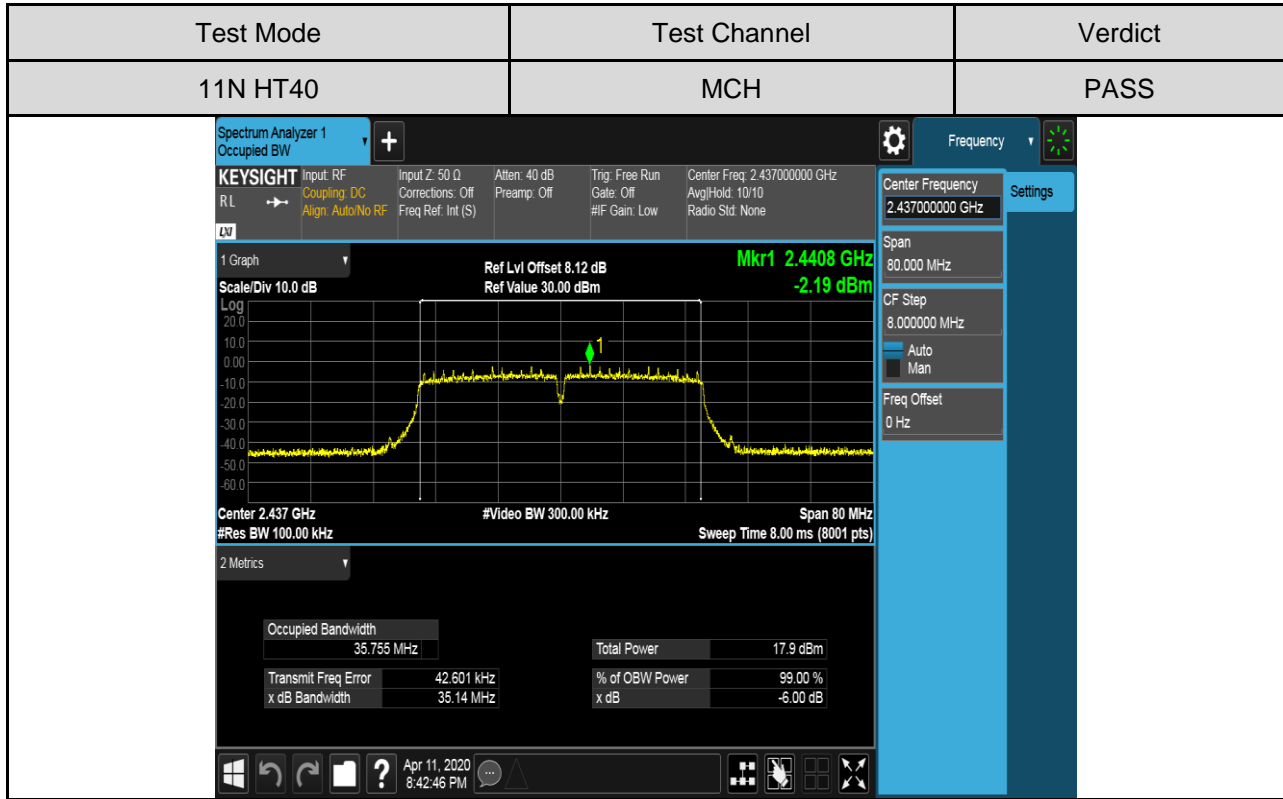 Test Mode Test Channel Verdict
11N HT40 MCH PASS
Spectrum Analyzer 1
Occupied BW
+
Frequency
KEYSIGHT Input: RF Input Z: 50 Ω Atten: 40 dB Trig: Free Run Center Freq: 2.437000000 GHz
RL Coupling: DC Corrections: Off Preamp: Off Gate: Off Avg|Hold: 10/10
Align: Auto/No RF Freq Ref: Int (S) #IF Gain: Low Radio Std: None
LXI
Center Frequency Settings
2.437000000 GHz
Span
80.000 MHz
CF Step
8.000000 MHz
Auto
Man
Freq Offset
0 Hz
1 Graph Ref Lvl Offset 8.12 dB Mkr1 2.4408 GHz
Scale/Div 10.0 dB Ref Value 30.00 dBm -2.19 dBm
Log
20.0
10.0
1
0.00
-10.0
-20.0
-30.0
-40.0
-50.0
-60.0
Center 2.437 GHz #Video BW 300.00 kHz Span 80 MHz
#Res BW 100.00 kHz Sweep Time 8.00 ms (8001 pts)
2 Metrics
Occupied Bandwidth
35.755 MHz Total Power 17.9 dBm
Transmit Freq Error 42.601 kHz % of OBW Power 99.00 %
x dB Bandwidth 35.14 MHz x dB -6.00 dB
? Apr 11, 2020
8:42:46 PM